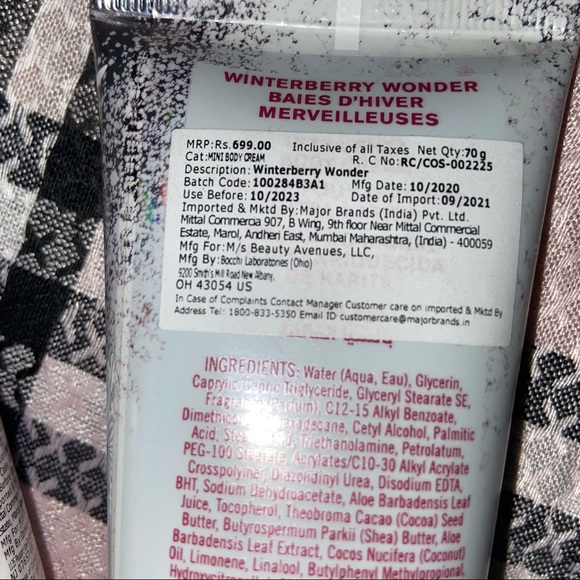 WINTERBERRY WONDER
BAIES D'HIVER
MERVEILLEUSES
MRP:Rs.699.00 Inclusive of all Taxes Net Qty:70g
Cat:MINI BODY CREAM R. C No:RC/COS-002225
Description: Winterberry Wonder
Batch Code: 100284B3A1 Mfg Date: 10/2020
Use Before: 10/2023 Date of Import: 09/2021
Imported & Mktd By:Major Brands (India) Pvt. Ltd.
Mittal Commercia 907, B Wing, 9th floor Near Mittal Commercial
Estate, Marol, Andheri East, Mumbai Maharashtra, (India) - 400059
Mfg For:M/s Beauty Avenues, LLC,
Mfg By:Bocchi Laboratories (Ohio)
9200 Smith's Mill Road New Albany,
OH 43054 US
In Case of Complaints Contact Manager Customer care on imported & Mktd By
Address Tel: 1800-833-5350 Email ID:customercare@majorbrands.in
INGREDIENTS: Water (Aqua, Eau), Glycerin,
Caprylic/Capric Triglyceride, Glyceryl Stearate SE,
Fragrance (Parfum), C12-15 Alkyl Benzoate,
Cetyl Alcohol, Palmitic
Acid, Triethanolamine, Petrolatum,
PEG-100 Stearate, Acrylates/C10-30 Alkyl Acrylate
Crosspolymer, Diazolidinyl Urea, Disodium EDTA,
BHT, Sodium Dehydroacetate, Aloe Barbadensis Leaf
Juice, Tocopherol, Theobroma Cacao (Cocoa) Seed
Butter, Butyrospermum Parkii (Shea) Butter, Aloe
Barbadensis Leaf Extract, Cocos Nucifera (Coconut)
Oil, Limonene, Linalool, Butylphenyl Methylpropional,